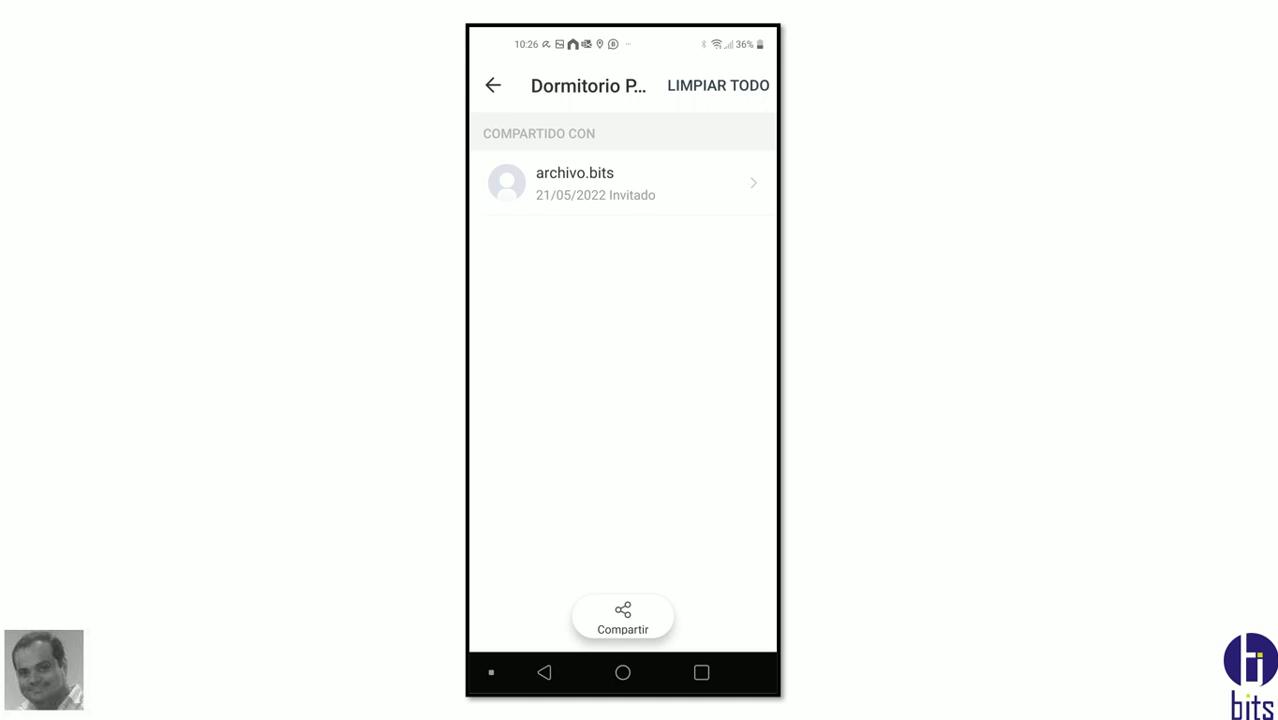 10:26
36%
Dormitorio P...
LIMPIAR TODO
COMPARTIDO CON
archivo.bits
21/05/2022 Invitado
Compartir
bits